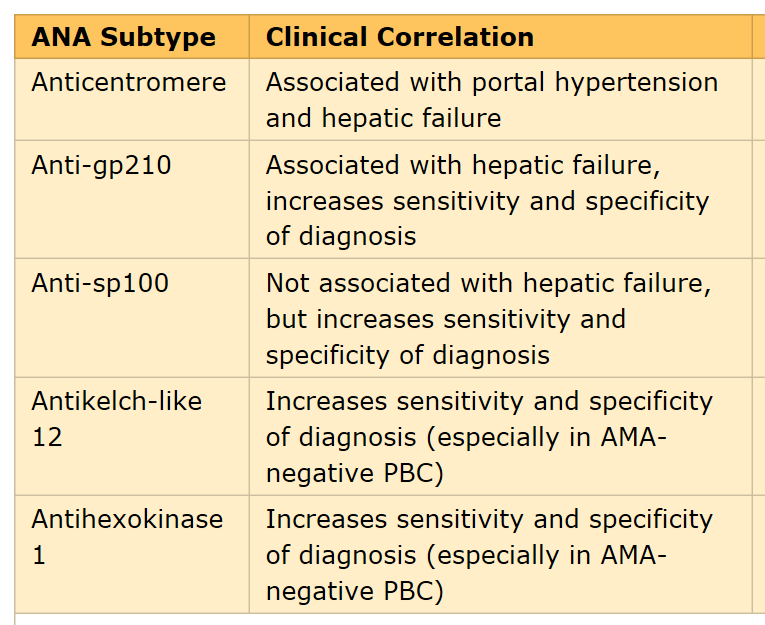 ANA Subtype Clinical Correlation
Anticentromere Associated with portal hypertension
and hepatic failure
Anti-gp210 Associated with hepatic failure,
increases sensitivity and specificity
of diagnosis
Anti-sp100 Not associated with hepatic failure,
but increases sensitivity and
specificity of diagnosis
Antikelch-like Increases sensitivity and specificity
12 of diagnosis (especially in AMA-
negative PBC)
Antihexokinase Increases sensitivity and specificity
1 of diagnosis (especially in AMA-
negative PBC)